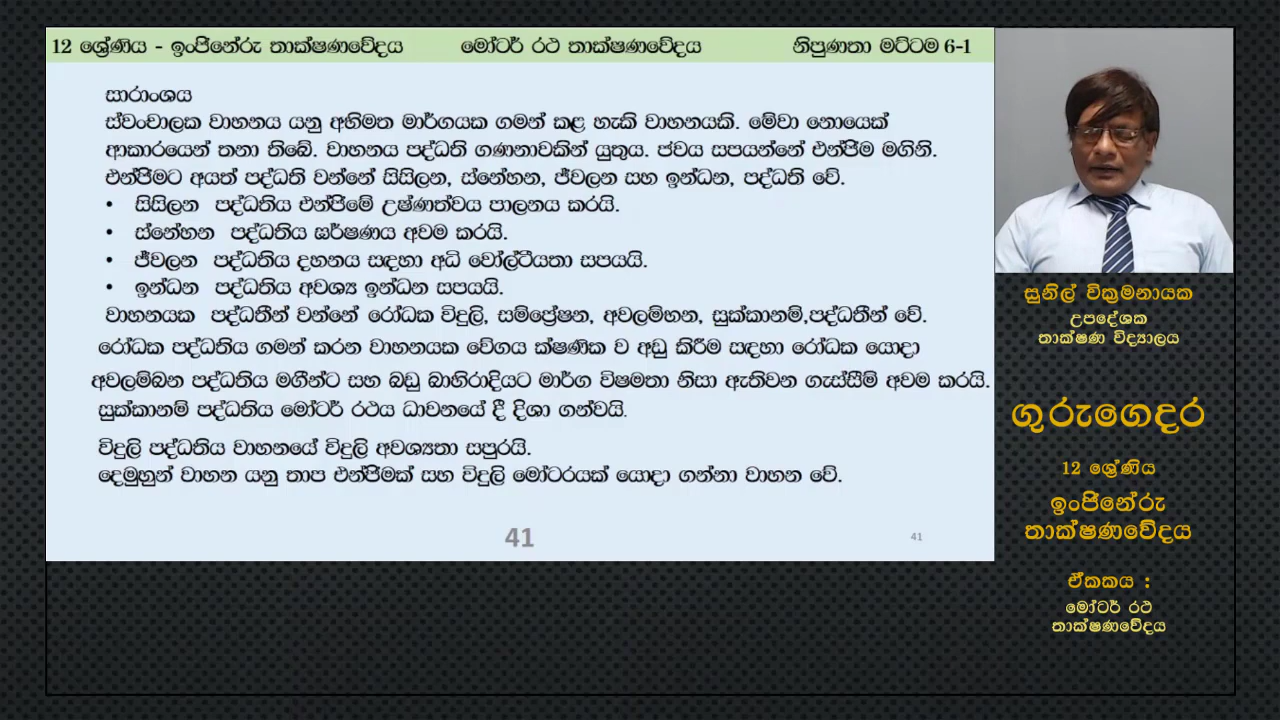 12 ශ්‍රේණිය - ඉංජිනේරු තාක්ෂණවේදය මෝටර් රථ තාක්ෂණවේදය නිපුණතා මට්ටම 6-1
සාරාංශය
ස්වංචාලක වාහනය යනු අභිමත මාර්ගයක ගමන් කළ හැකි වාහනයකි. මේවා නොයෙක්
ආකාරයෙන් තනා තිබේ. වාහනය පද්ධති ගණනාවකින් යුතුය. ජවය සපයන්නේ එන්ජිම මගිනි.
එන්ජිමට අයත් පද්ධති වන්නේ සිසිලන, ස්නේහන, ජ්වලන සහ ඉන්ධන, පද්ධති වේ.
• සිසිලන පද්ධතිය එන්ජිමේ උෂ්ණත්වය පාලනය කරයි.
• ස්නේහන පද්ධතිය ඝර්ෂණය අවම කරයි.
• ජ්වලන පද්ධතිය දහනය සඳහා අධි වෝල්ටීයතා සපයයි.
• ඉන්ධන පද්ධතිය අවශ්‍ය ඉන්ධන සපයයි.
වාහනයක පද්ධතීන් වන්නේ රෝධක විදුලි, සම්ප්‍රේෂන, අවලම්භන, සුක්කානම්,පද්ධතීන් වේ.
රෝධක පද්ධතිය ගමන් කරන වාහනයක වේගය ක්ෂණික ව අඩු කිරීම සඳහා රෝධක යොදා
අවලම්බන පද්ධතිය මගීන්ට සහ බඩු බාහිරාදියට මාර්ග විෂමතා නිසා ඇතිවන ගැස්සීම් අවම කරයි.
සුක්කානම් පද්ධතිය මෝටර් රථය ධාවනයේ දී දිශා ගන්වයි.
විදුලි පද්ධතිය වාහනයේ විදුලි අවශ්‍යතා සපුරයි.
දෙමුහුන් වාහන යනු තාප එන්ජිමක් සහ විදුලි මෝටරයක් යොදා ගන්නා වාහන වේ.
41
41
සුනිල් වික්‍රමනායක
උපදේශක
තාක්ෂණ විද්‍යාලය
ගුරුගෙදර
12 ශ්‍රේණිය
ඉංජිනේරු
තාක්ෂණවේදය
ඒකකය :
මෝටර් රථ
තාක්ෂණවේදය